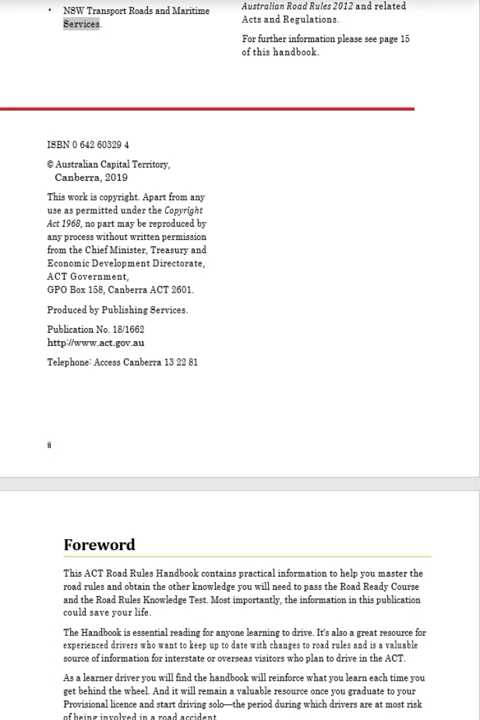 • NSW Transport Roads and Maritime
Services.
Australian Road Rules 2012 and related
Acts and Regulations.
For further information please see page 15
of this handbook.
ISBN 0 642 60329 4
© Australian Capital Territory,
Canberra, 2019
This work is copyright. Apart from any
use as permitted under the Copyright
Act 1968, no part may be reproduced by
any process without written permission
from the Chief Minister, Treasury and
Economic Development Directorate,
ACT Government,
GPO Box 158, Canberra ACT 2601.
Produced by Publishing Services.
Publication No. 18/1662
http://www.act.gov.au
Telephone: Access Canberra 13 22 81
ii
Foreword
This ACT Road Rules Handbook contains practical information to help you master the
road rules and obtain the other knowledge you will need to pass the Road Ready Course
and the Road Rules Knowledge Test. Most importantly, the information in this publication
could save your life.
The Handbook is essential reading for anyone learning to drive. It's also a great resource for
experienced drivers who want to keep up to date with changes to road rules and is a valuable
source of information for interstate or overseas visitors who plan to drive in the ACT.
As a learner driver you will find the handbook will reinforce what you learn each time you
get behind the wheel. And it will remain a valuable resource once you graduate to your
Provisional licence and start driving solo—the period during which drivers are at most risk
of being involved in a road accident.